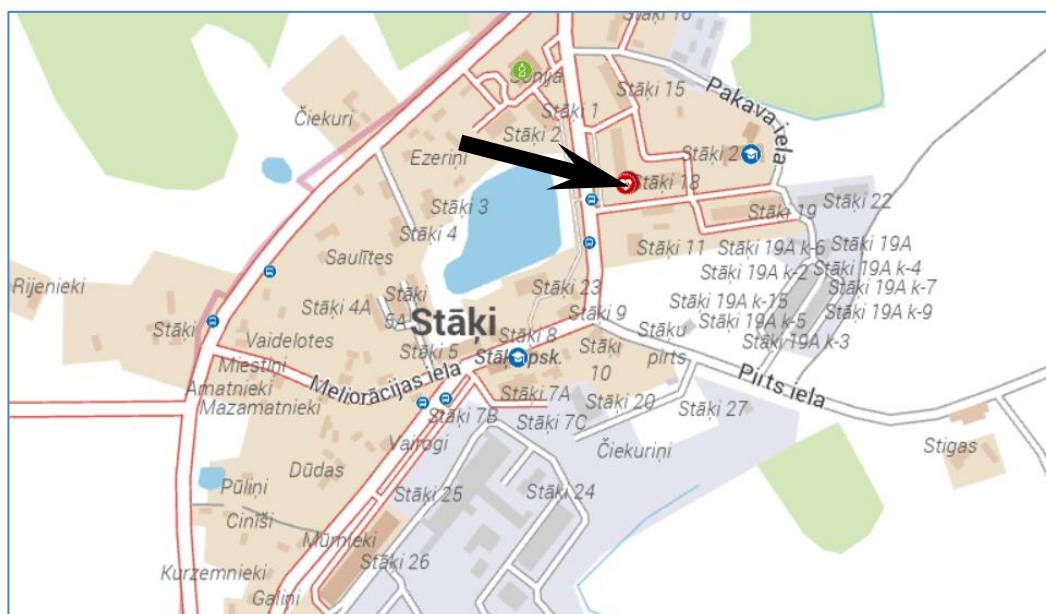 Stāķi 16
Sonija
Stāķi 1
Stāķi 15
Pakava iela
Čiekuri
Stāķi 2
Ezeriņi
Stāķi 2
Stāķi 18
Stāķi 3
Stāķi 19
Stāķi 22
Stāķi 4
Stāķi 11
Stāķi 19A k-6
Stāķi 19A
Saulītes
Stāķi 19A k-2
Stāķi 19A k-4
Rijenieki
Stāķi 4A
Stāķi 5A
Stāķi 23
Stāķi 19A k-7
Stāķi 19A k-15
Stāķi 9
Stāķi 19A k-9
Stāķi
Stāķi
Stāķi 19A k-5
Vaidelotes
Stāķi 8
Stāķu pirts
Stāķi 19A k-3
Miestiņi
Stāķi 5
Stāķi 10
Pirts iela
Amatnieki
Meliorācijas iela
Mazamatnieki
Stāķi 7A
Stāķi 20
Stāķi 27
Stāķi 7B
Stāķi 7C
Vairogi
Čiekuriņi
Stigas
Dūdas
Pūliņi
Stāķi 25
Stāķi 24
Cinīši
Mūrnieki
Stāķi 26
Kurzemnieki
Galiņi